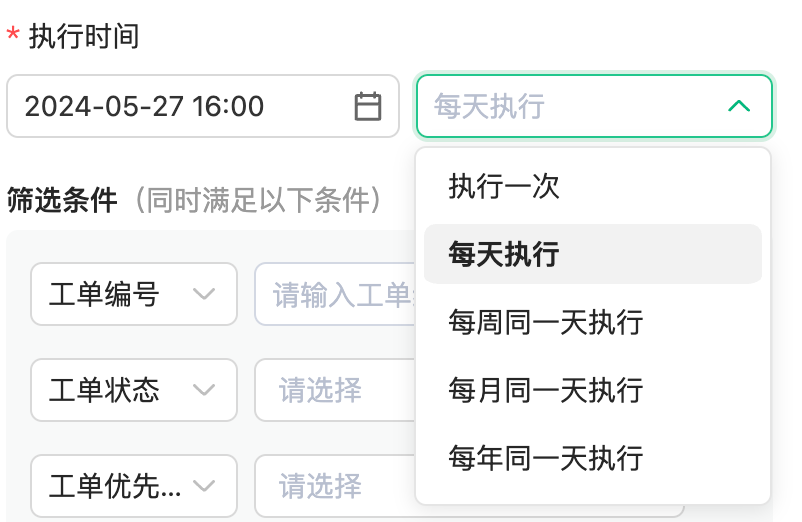 * 执行时间
2024-05-27 16:00
每天执行
执行一次
筛选条件（同时满足以下条件）
每天执行
工单编号
请输入工单
每周同一天执行
工单状态
请选择
每月同一天执行
每年同一天执行
工单优先...
请选择